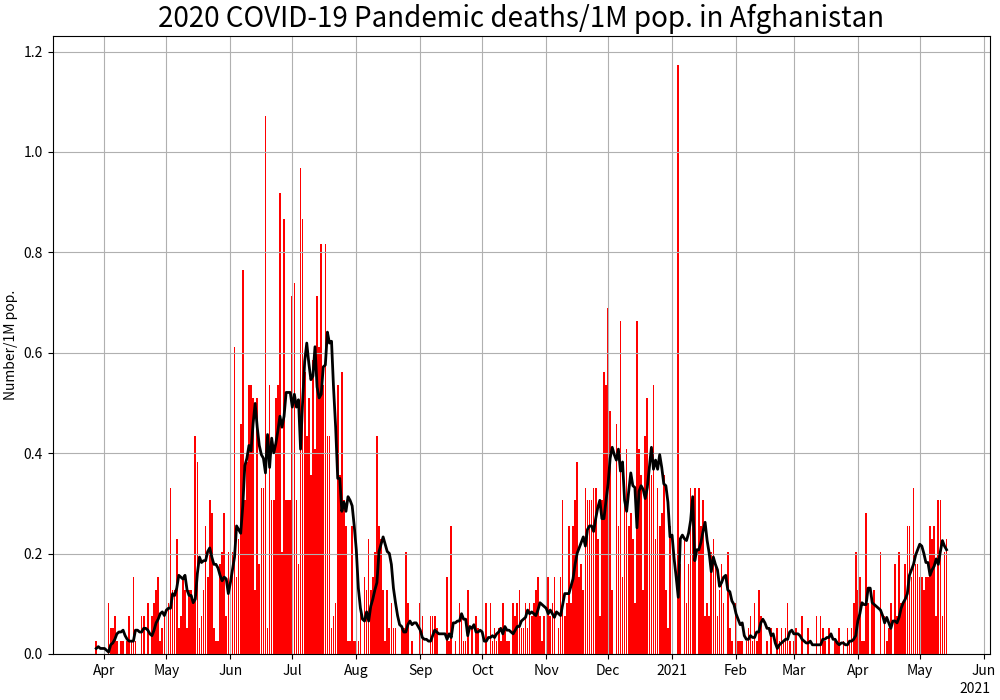 2020 COVID-19 Pandemic deaths/1M pop. in Afghanistan
Number/1M pop.
1.2
1.0
0.8
0.6
0.4
0.2
0.0
Apr May Jun Jul Aug Sep Oct Nov Dec 2021 Feb Mar Apr May Jun
2021